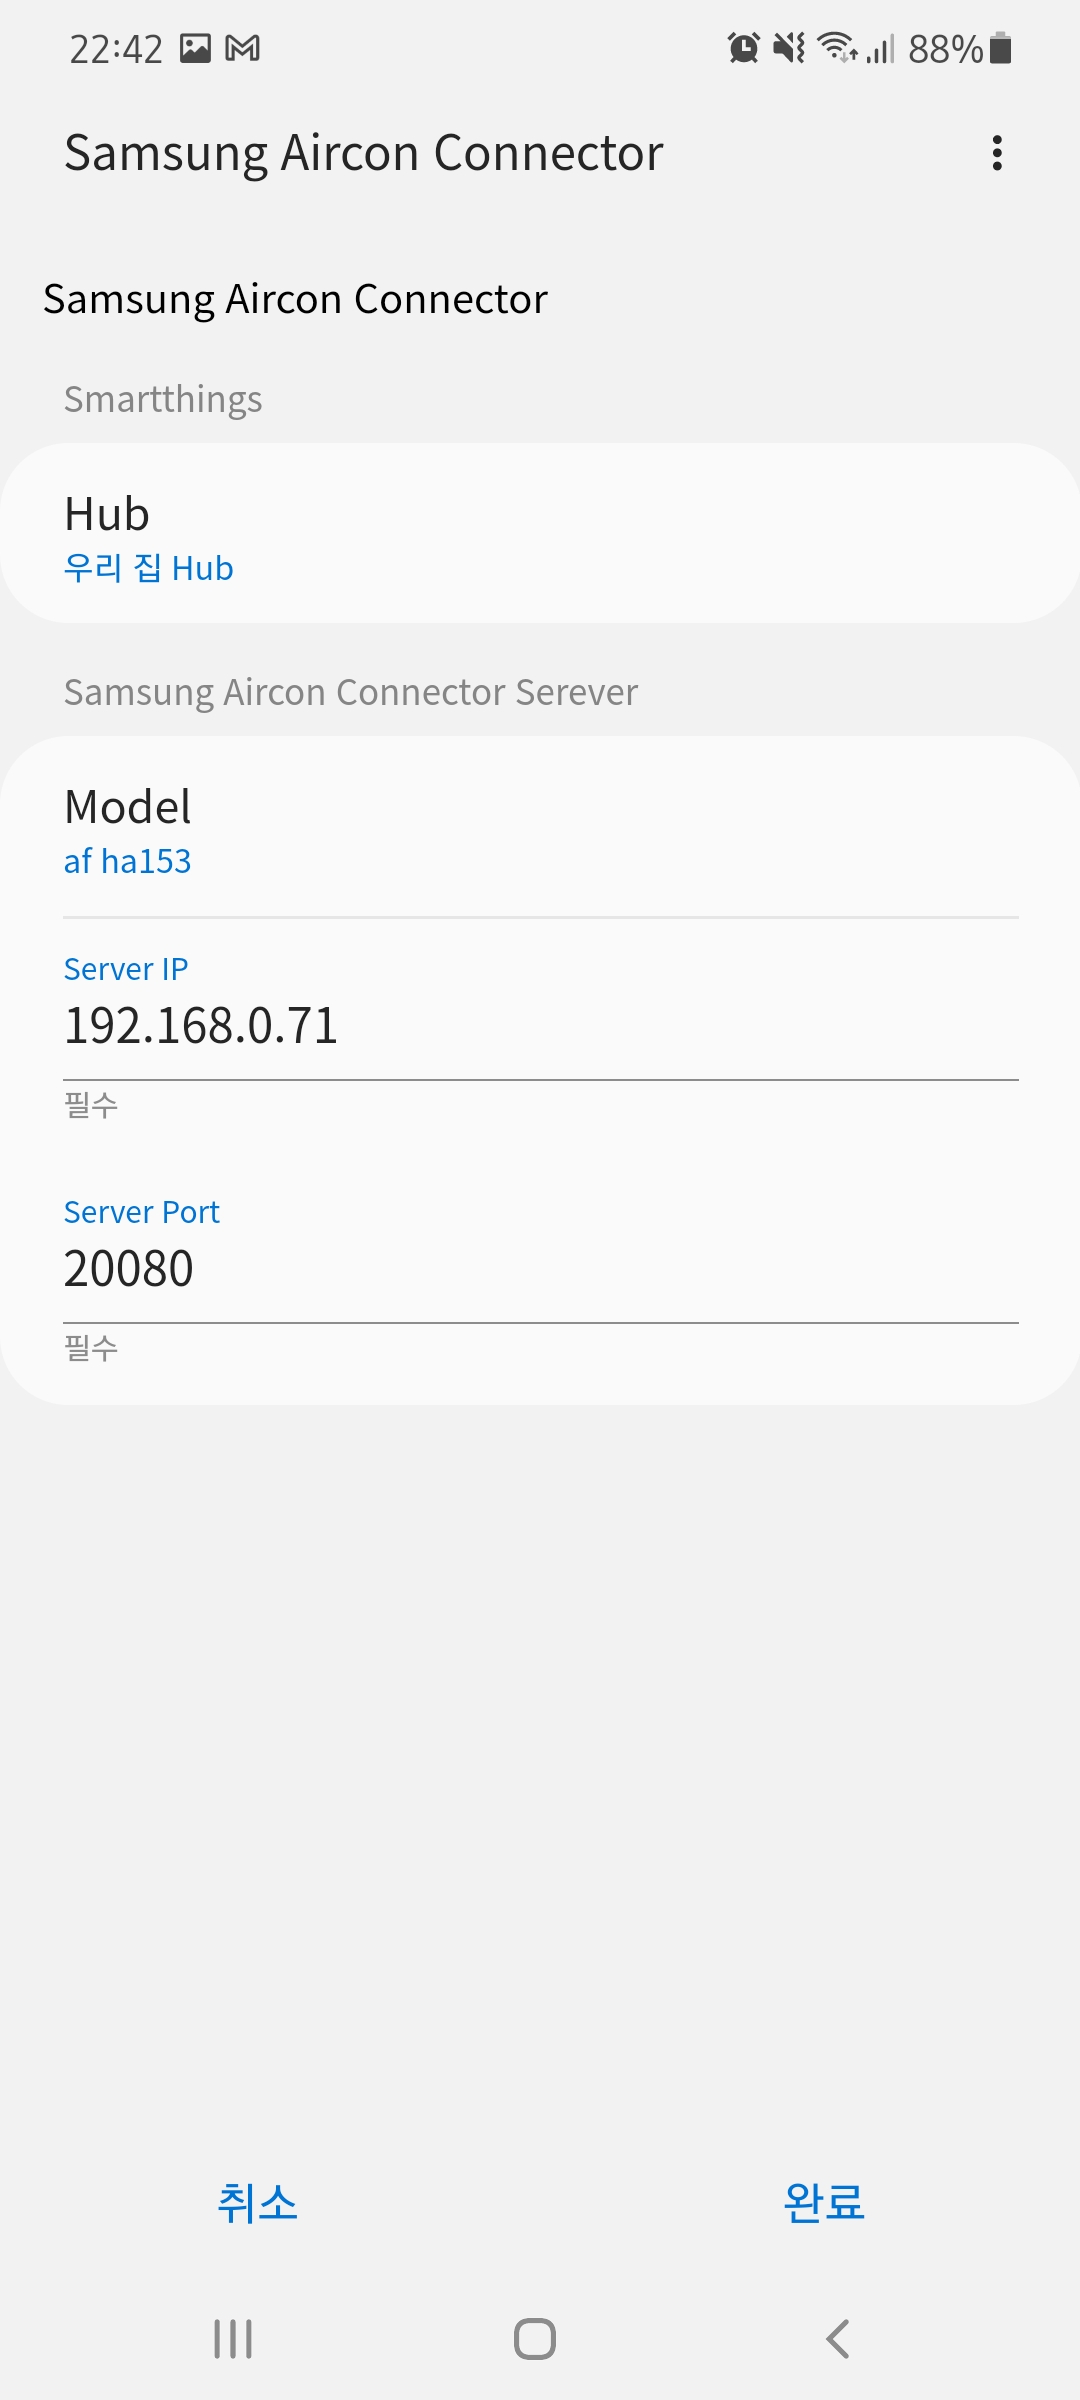 22:42
88%
Samsung Aircon Connector
Samsung Aircon Connector
Smartthings
Hub
우리 집 Hub
Samsung Aircon Connector Serever
Model
af ha153
Server IP
192.168.0.71
필수
Server Port
20080
필수
취소
완료